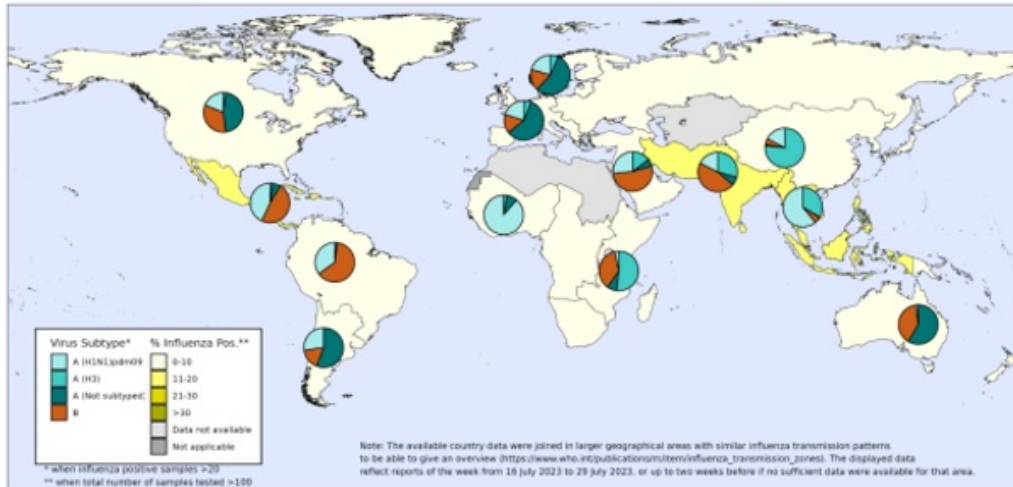 Virus Subtype*
A (H1N1)pdm09
A (H3)
A (Not subtyped)
B
% Influenza Pos.**
0-10
11-20
21-30
>30
Data not available
Not applicable
* when influenza positive samples >20
** when total number of samples tested >100
Note: The available country data were joined in larger geographical areas with similar influenza transmission patterns
to be able to give an overview (https://www.who.int/publications/m/item/influenza_transmission_zones). The displayed data
reflect reports of the week from 16 July 2023 to 29 July 2023, or up to two weeks before if no sufficient data were available for that area.